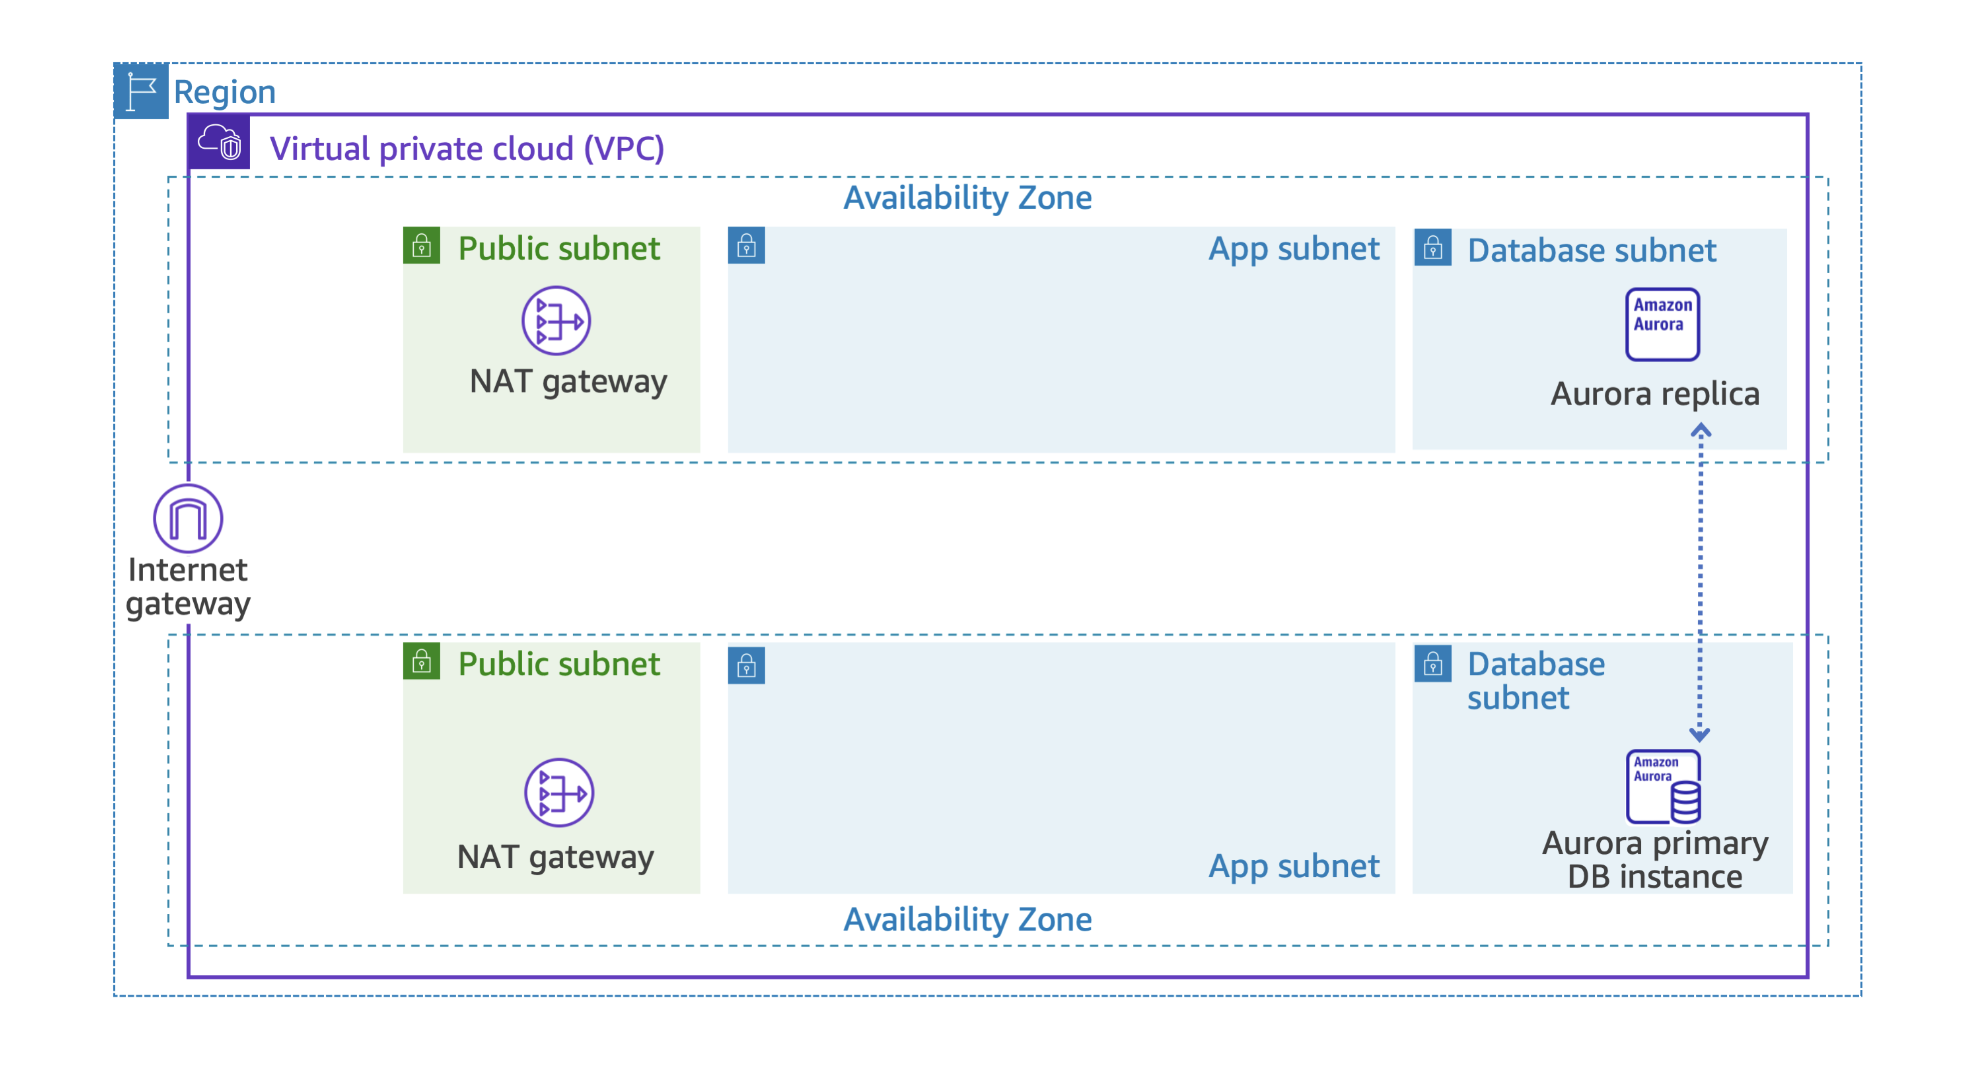 Region
Virtual private cloud (VPC)
Availability Zone
Public subnet
App subnet
Database subnet
Amazon
Aurora
NAT gateway
Aurora replica
Internet
gateway
Public subnet
Database
subnet
Amazon
Aurora
NAT gateway
Aurora primary
DB instance
App subnet
Availability Zone